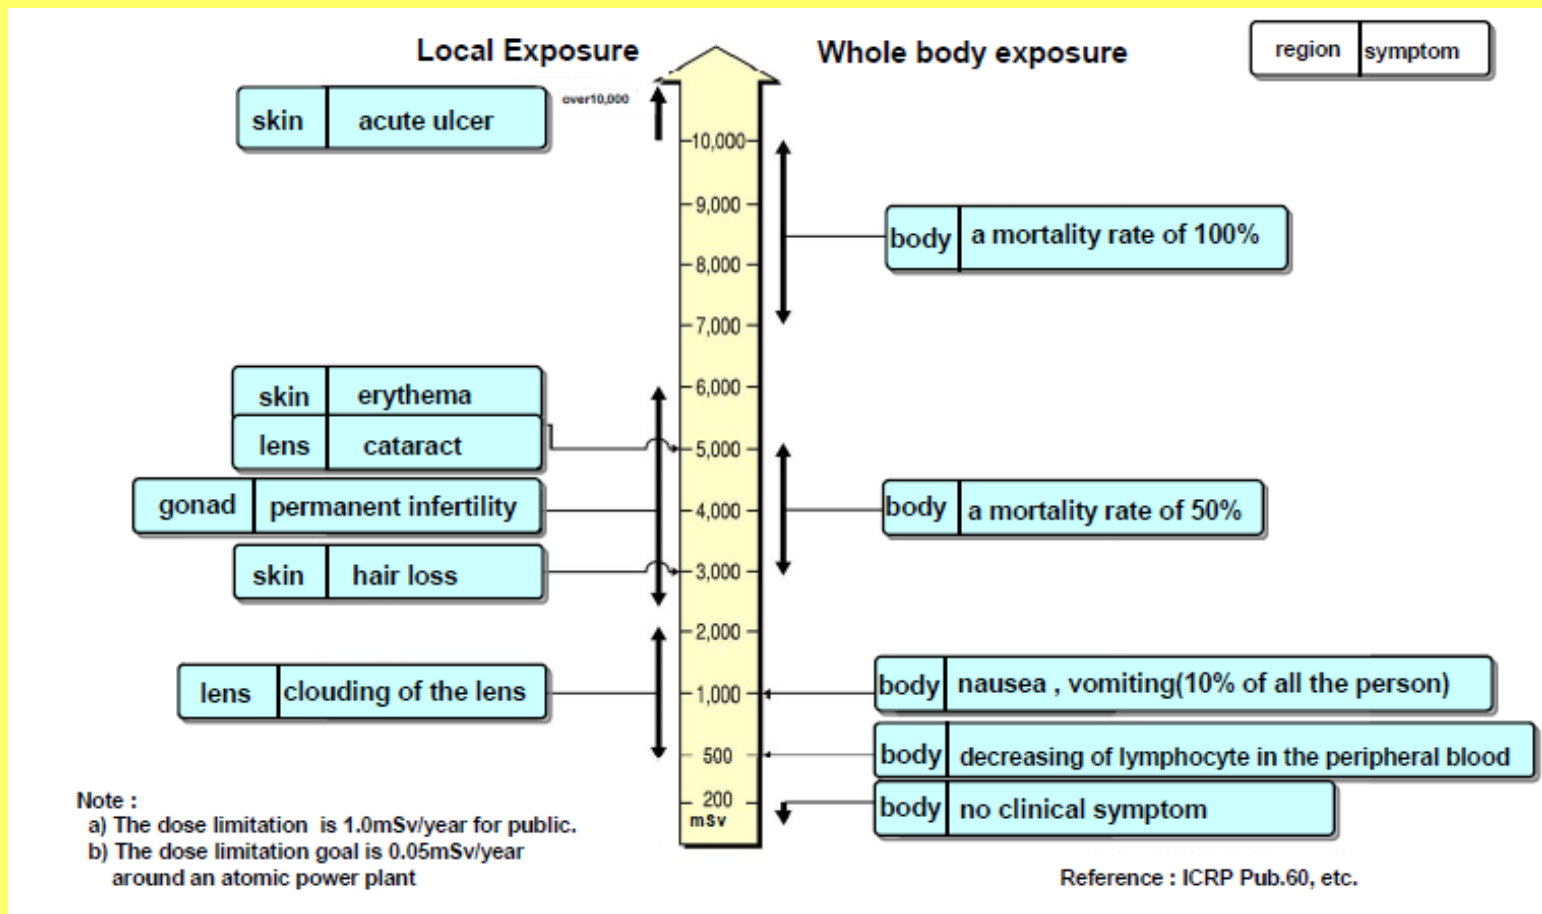 Local Exposure
Whole body exposure
region symptom
over10,000
skin acute ulcer
10,000
9,000
body a mortality rate of 100%
8,000
7,000
6,000
skin erythema
lens cataract
5,000
gonad permanent infertility
4,000
body a mortality rate of 50%
skin hair loss
3,000
2,000
lens clouding of the lens
1,000
body nausea , vomiting(10% of all the person)
500
body decreasing of lymphocyte in the peripheral blood
200
mSv
body no clinical symptom
Note :
a) The dose limitation is 1.0mSv/year for public.
b) The dose limitation goal is 0.05mSv/year
around an atomic power plant
Reference : ICRP Pub.60, etc.